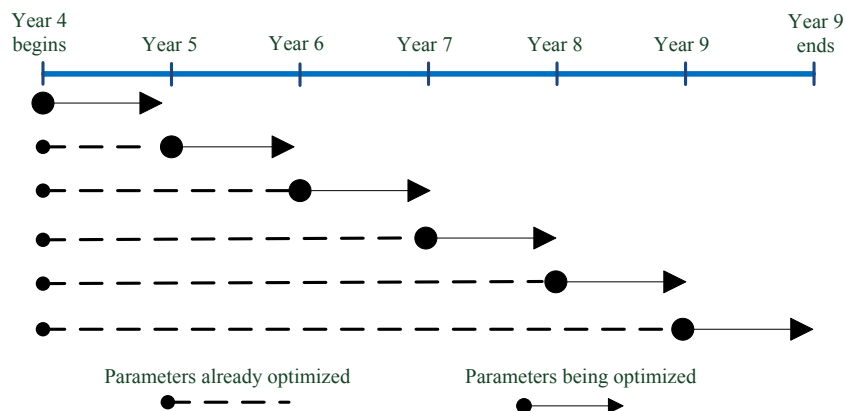 Year 4
begins
Year 5
Year 6
Year 7
Year 8
Year 9
Year 9
ends
Parameters already optimized
Parameters being optimized